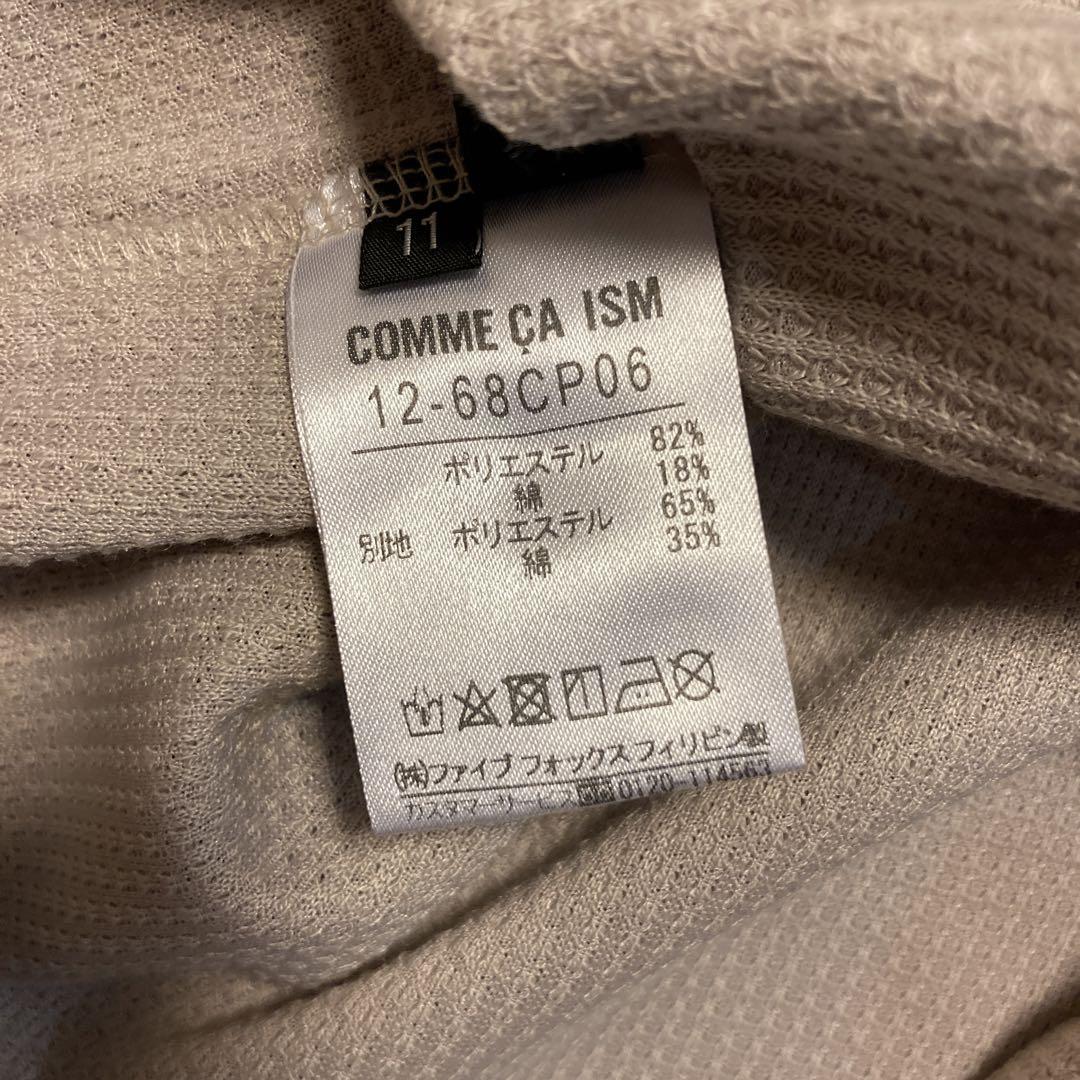 11
COMME ÇA ISM
12-68CP06
ポリエステル 82%
綿 18%
別地 ポリエステル 65%
綿 35%
(株)ファイブフォックス フィリピン製
カスタマーサービス 0120-114563